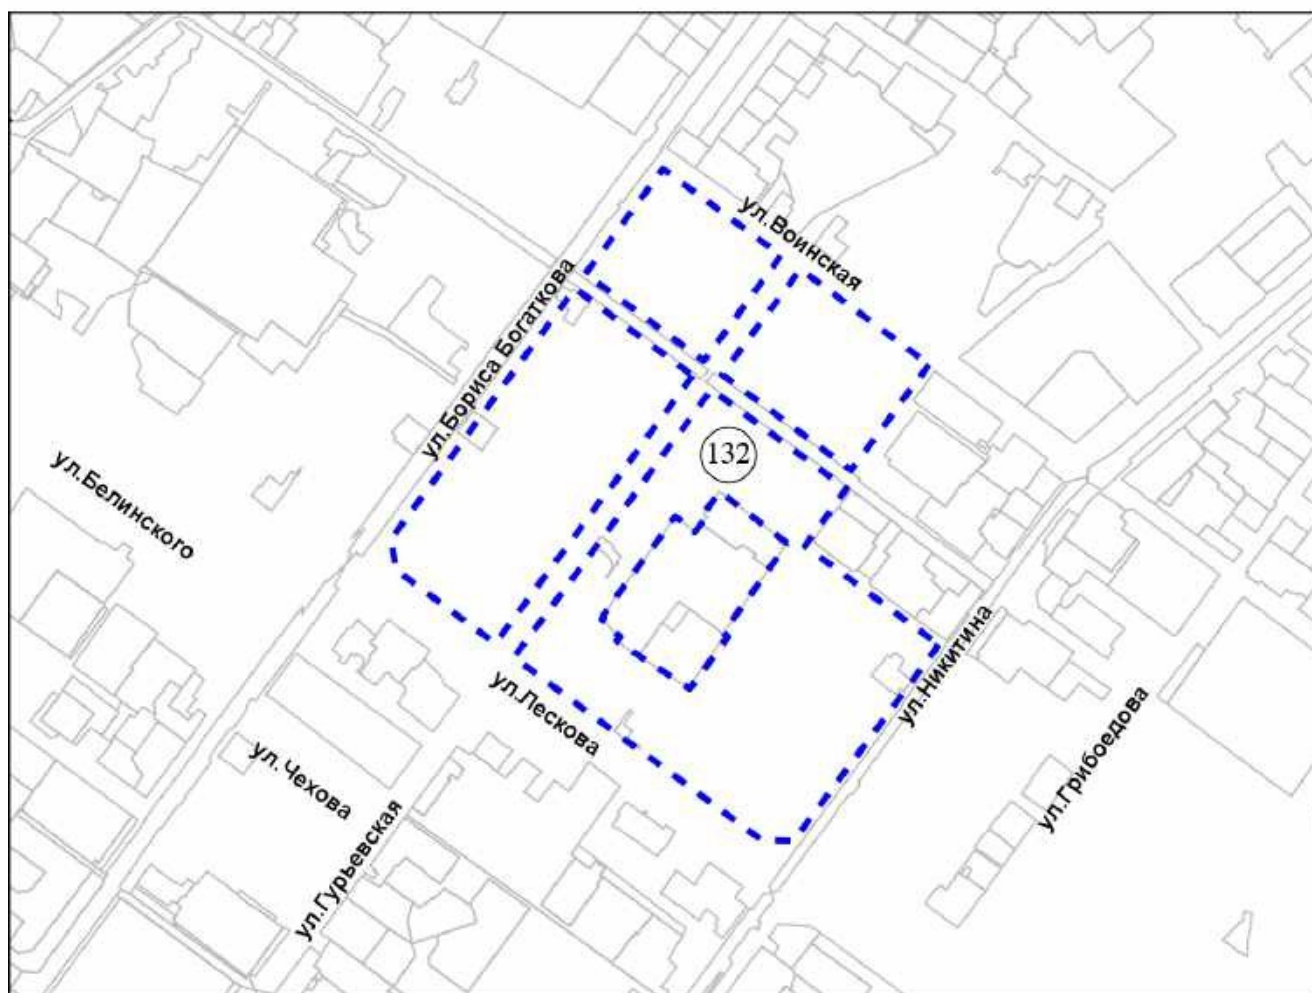 ул.Воинская
ул.Бориса Богаткова
132
ул.Белинского
ул.Никитина
ул.Лескова
ул.Грибоедова
ул.Чехова
ул.Гурьевская